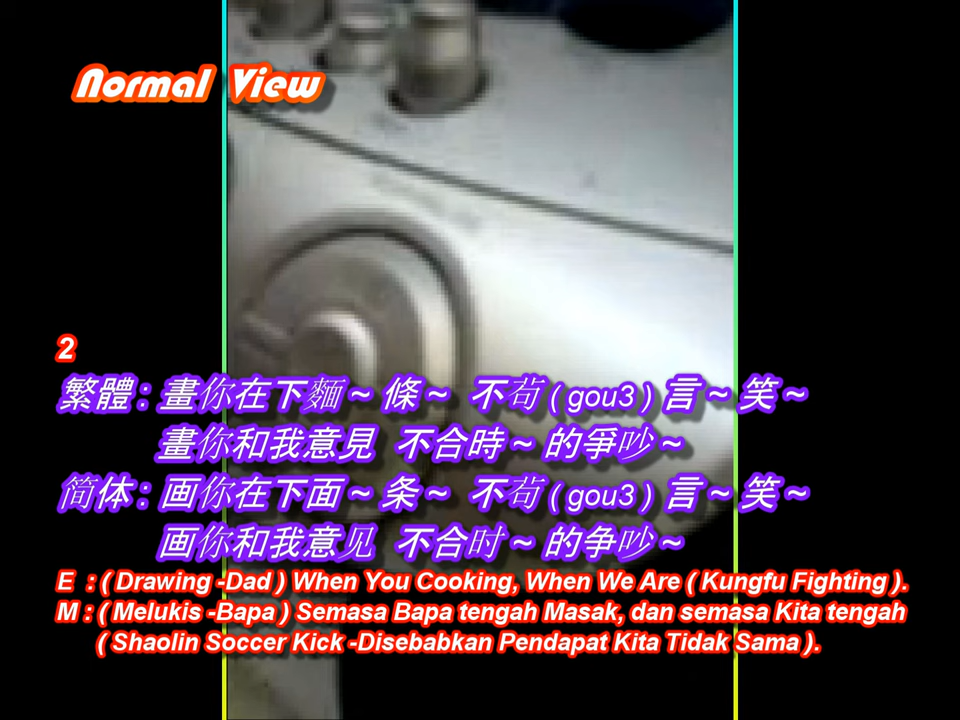 Normal View
2
繁體 : 畫你在下麵 ~ 條 ~ 不苟 ( gou3 ) 言 ~ 笑 ~
畫你和我意見 不合時 ~ 的爭吵 ~
简体 : 画你在下面 ~ 条 ~ 不苟 ( gou3 ) 言 ~ 笑 ~
画你和我意见 不合时 ~ 的争吵 ~
E : ( Drawing -Dad ) When You Cooking, When We Are ( Kungfu Fighting ).
M : ( Melukis -Bapa ) Semasa Bapa tengah Masak, dan semasa Kita tengah
( Shaolin Soccer Kick -Disebabkan Pendapat Kita Tidak Sama ).